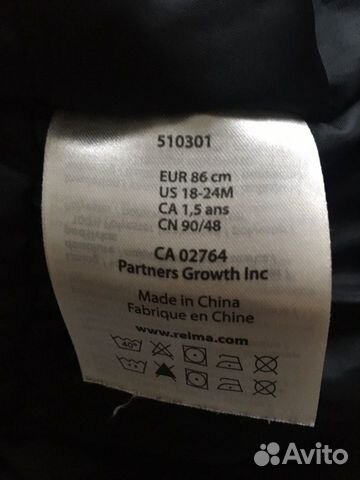 510301
EUR 86 cm
US 18-24M
CA 1,5 ans
CN 90/48
CA 02764
Partners Growth Inc
Made in China
Fabrique en Chine
www.reima.com
40°
Avito